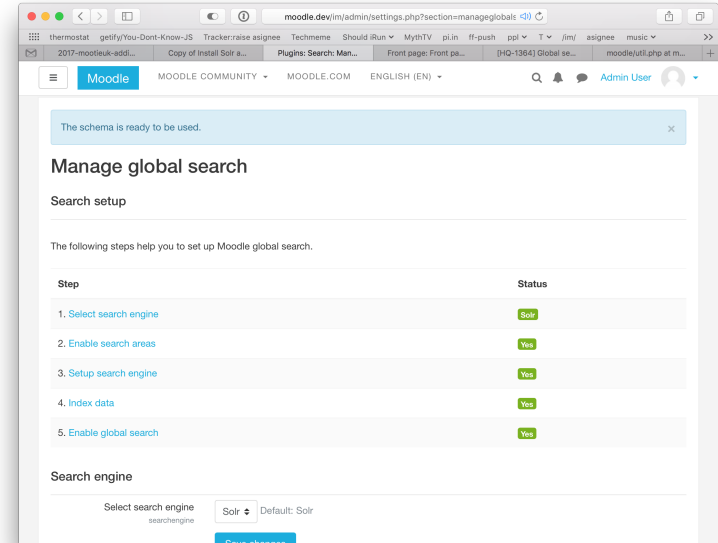 moodle.dev/im/admin/settings.php?section=manageglobals
thermostat getify/You-Dont-Know-JS Tracker:raise asignee Techmeme Should iRun MythTV pi.in ff-push ppl T /im/ asignee music >>
2017-mootieuk-addi... Copy of Install Solr a... Plugins: Search: Man... Front page: Front pa... [HQ-1364] Global se... moodle/util.php at m... +
Moodle MOODLE COMMUNITY MOODLE.COM ENGLISH (EN) Admin User
The schema is ready to be used. ×
Manage global search
Search setup
The following steps help you to set up Moodle global search.
Step Status
1. Select search engine Solr
2. Enable search areas Yes
3. Setup search engine Yes
4. Index data Yes
5. Enable global search Yes
Search engine
Select search engine Solr Default: Solr
searchengine
Save changes